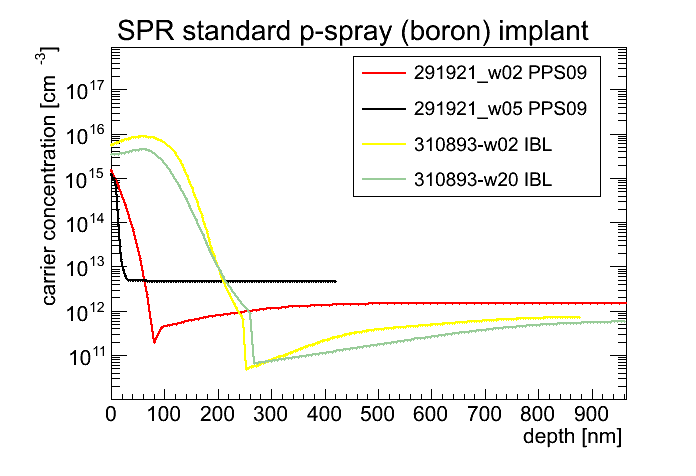 SPR standard p-spray (boron) implant
carrier concentration [cm⁻³]
10¹⁷
10¹⁶
10¹⁵
10¹⁴
10¹³
10¹²
10¹¹
291921_w02 PPS09
291921_w05 PPS09
310893-w02 IBL
310893-w20 IBL
0 100 200 300 400 500 600 700 800 900
depth [nm]